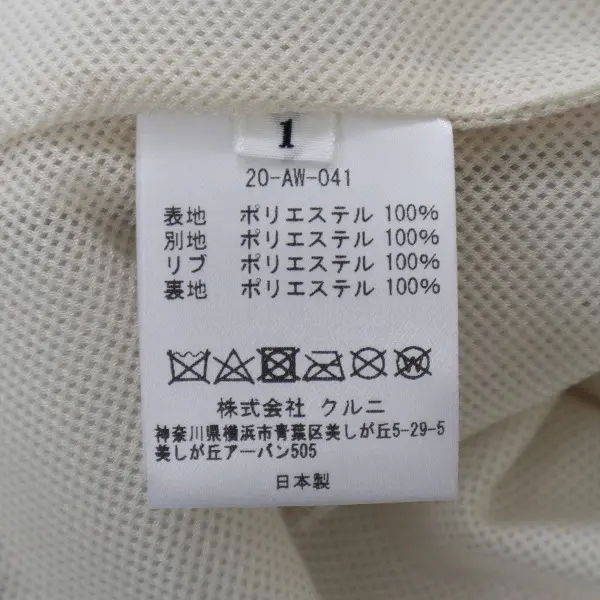 1
20-AW-041
表地 ポリエステル 100%
別地 ポリエステル 100%
リブ ポリエステル 100%
裏地 ポリエステル 100%
W
株式会社 クルニ
神奈川県横浜市青葉区美しが丘5-29-5
美しが丘アーバン505
日本製